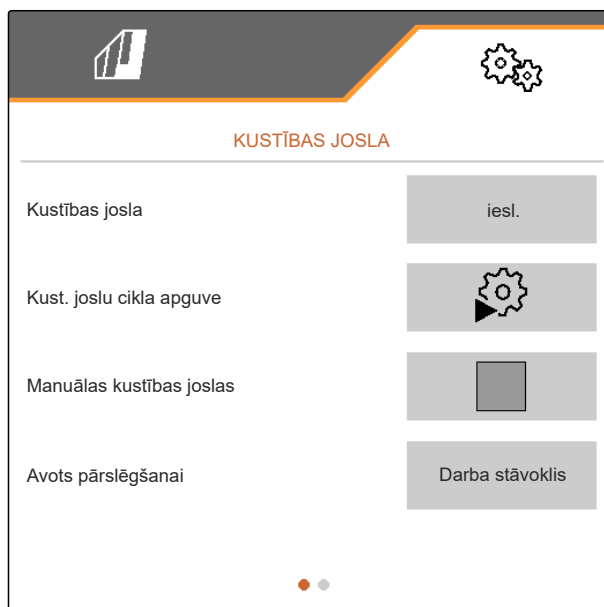 KUSTĪBAS JOSLA
Kustības josla
iesl.
Kust. joslu cikla apguve
Manuālas kustības joslas
Avots pārslēgšanai
Darba stāvoklis